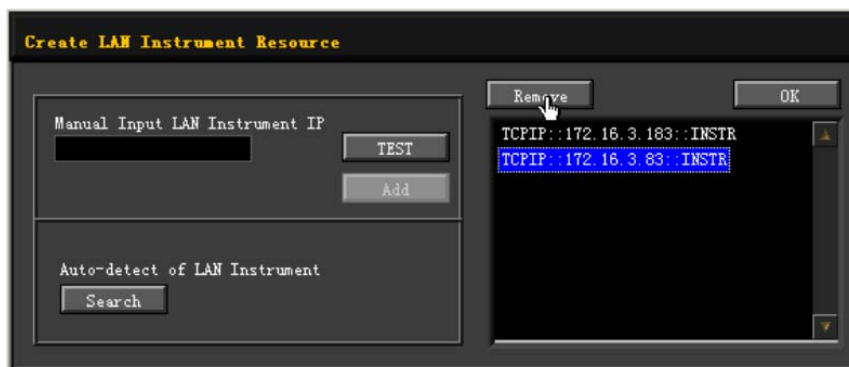 Create LAN Instrument Resource
Remove
OK
Manual Input LAN Instrument IP
TEST
Add
TCPIP::172.16.3.183::INSTR
TCPIP::172.16.3.83::INSTR
Auto-detect of LAN Instrument
Search